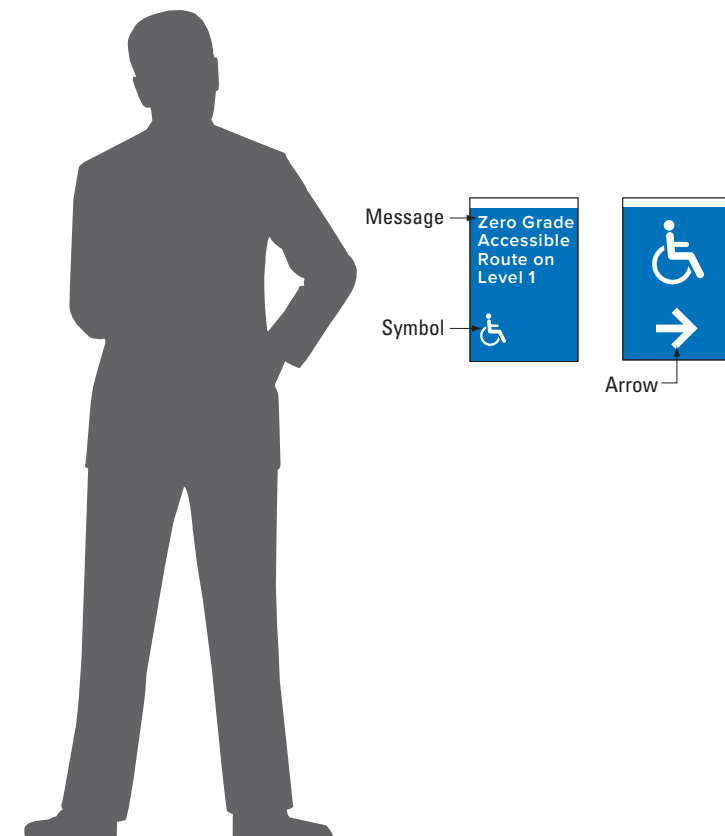 Message
Zero Grade
Accessible
Route on
Level 1
Symbol
Arrow